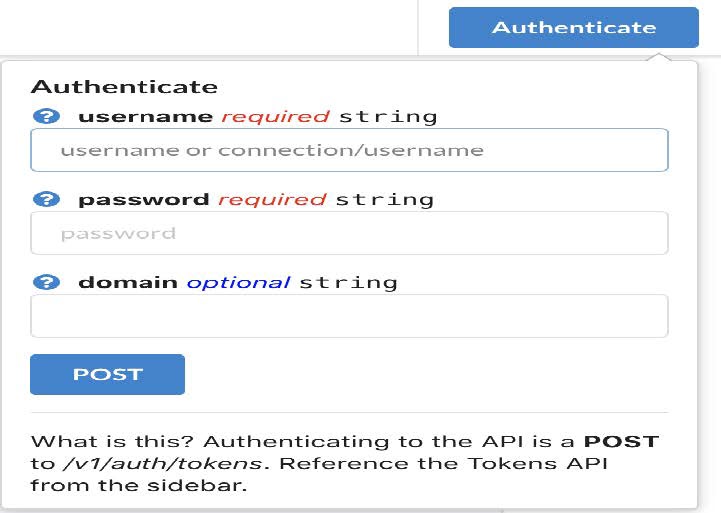 Authenticate
Authenticate
? username required string
username or connection/username
? password required string
password
? domain optional string
POST
What is this? Authenticating to the API is a POST
to /v1/auth/tokens. Reference the Tokens API
from the sidebar.